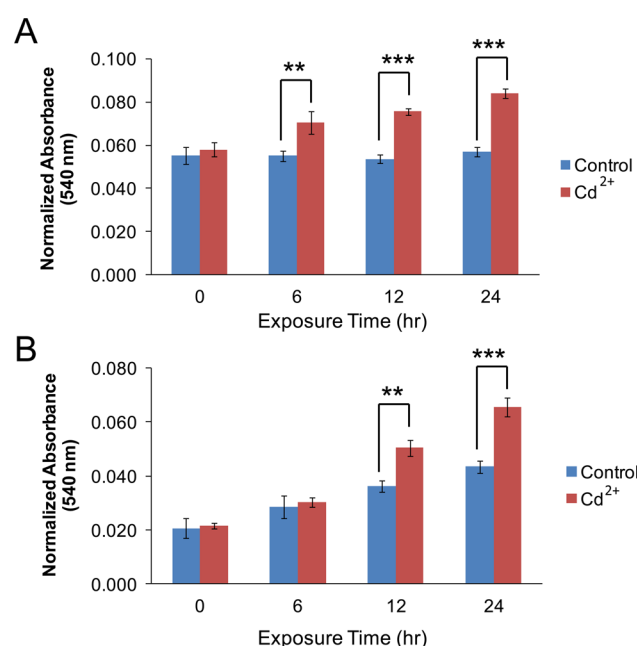 A
Normalized Absorbance
(540 nm)
0.100
0.080
0.060
0.040
0.020
0.000
**
***
***
0 6 12 24
Exposure Time (hr)
Control
Cd²⁺
B
Normalized Absorbance
(540 nm)
0.080
0.060
0.040
0.020
0.000
**
***
0 6 12 24
Exposure Time (hr)
Control
Cd²⁺